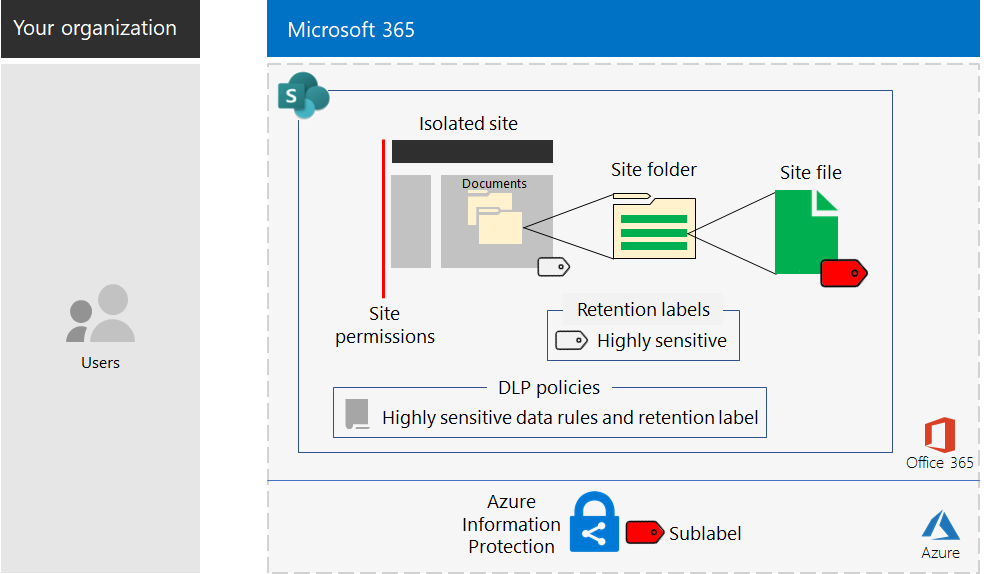 Your organization
Microsoft 365
S
Isolated site
Documents
Site folder
Site file
Site
permissions
Users
Retention labels
Highly sensitive
DLP policies
Highly sensitive data rules and retention label
Office 365
Azure
Information
Protection
Sublabel
Azure